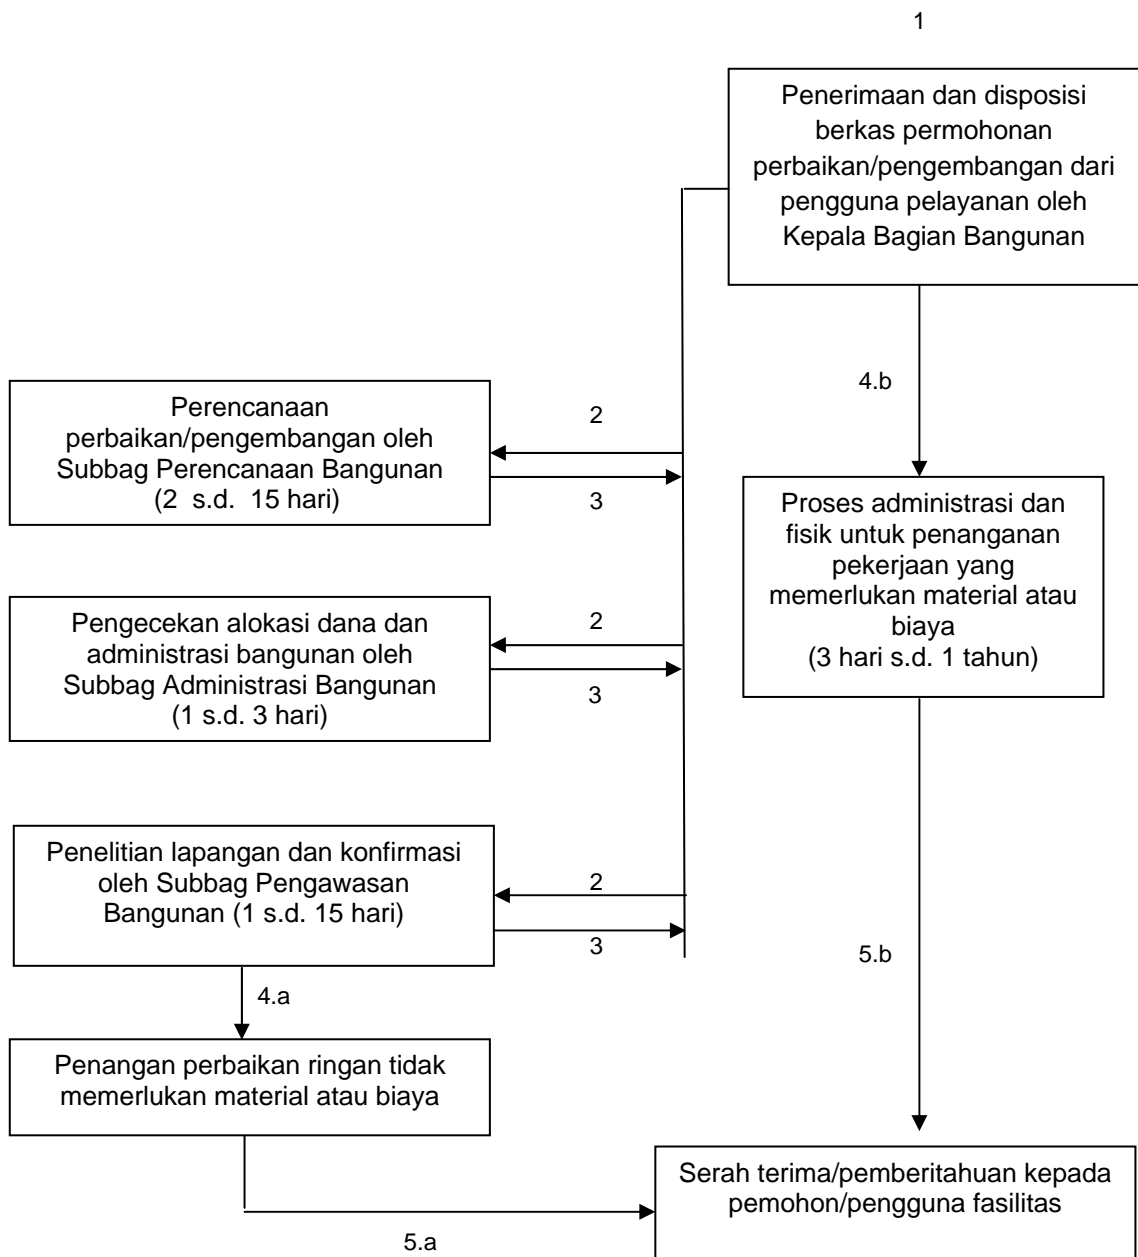 1
Penerimaan dan disposisi
berkas permohonan
perbaikan/pengembangan dari
pengguna pelayanan oleh
Kepala Bagian Bangunan
4.b
Perencanaan
perbaikan/pengembangan oleh
Subbag Perencanaan Bangunan
(2 s.d. 15 hari)
2
3
Proses administrasi dan
fisik untuk penanganan
pekerjaan yang
memerlukan material atau
biaya
(3 hari s.d. 1 tahun)
Pengecekan alokasi dana dan
administrasi bangunan oleh
Subbag Administrasi Bangunan
(1 s.d. 3 hari)
2
3
Penelitian lapangan dan konfirmasi
oleh Subbag Pengawasan
Bangunan (1 s.d. 15 hari)
2
3
5.b
4.a
Penangan perbaikan ringan tidak
memerlukan material atau biaya
Serah terima/pemberitahuan kepada
pemohon/pengguna fasilitas
5.a